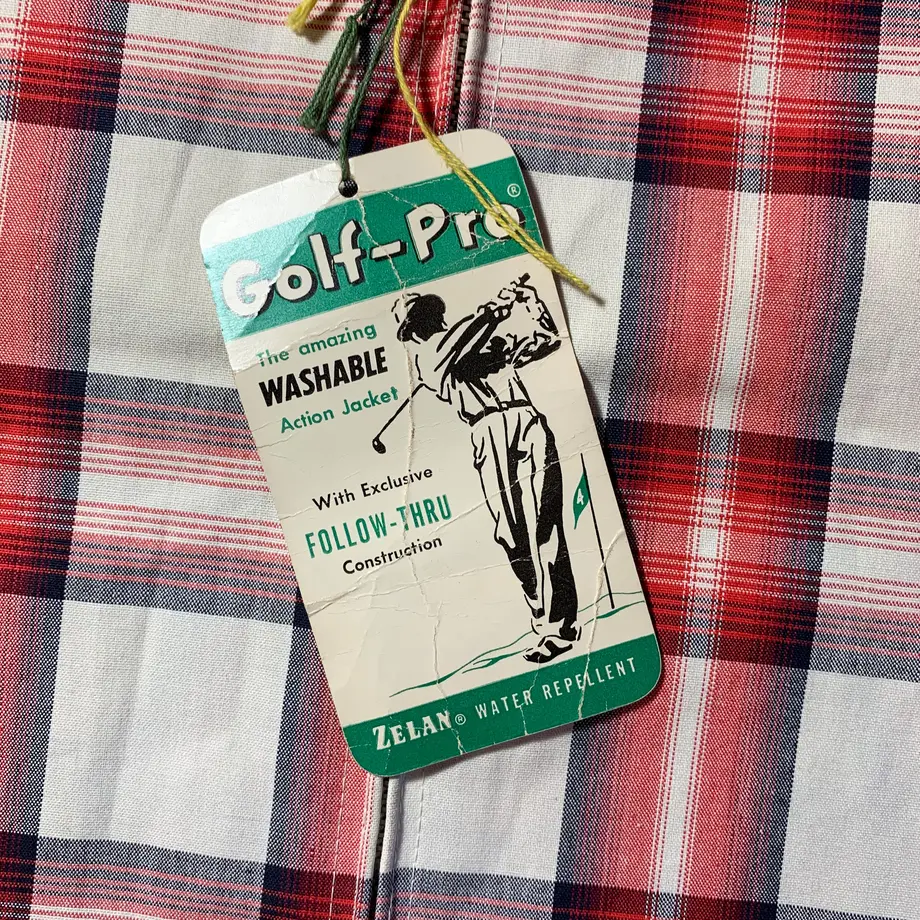 Golf-Pro®
The amazing
WASHABLE
Action Jacket
With Exclusive
FOLLOW-THRU
Construction
4
ZELAN® WATER REPELLENT